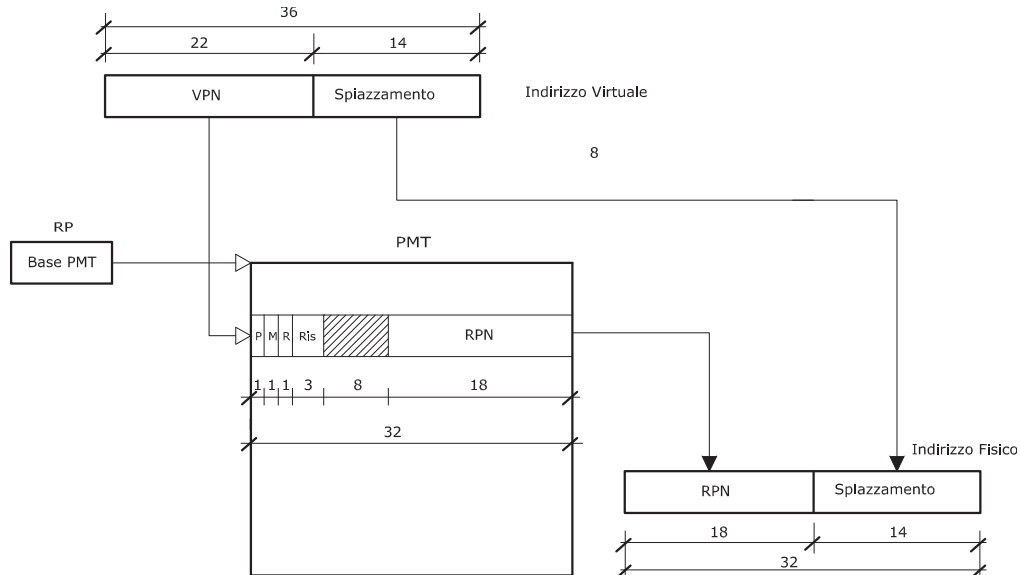 36
22 14
VPN Spiazzamento Indirizzo Virtuale
8
RP
Base PMT
PMT
P M R Ris RPN
1 1 1 3 8 18
32
Indirizzo Fisico
RPN Spiazzamento
18 14
32